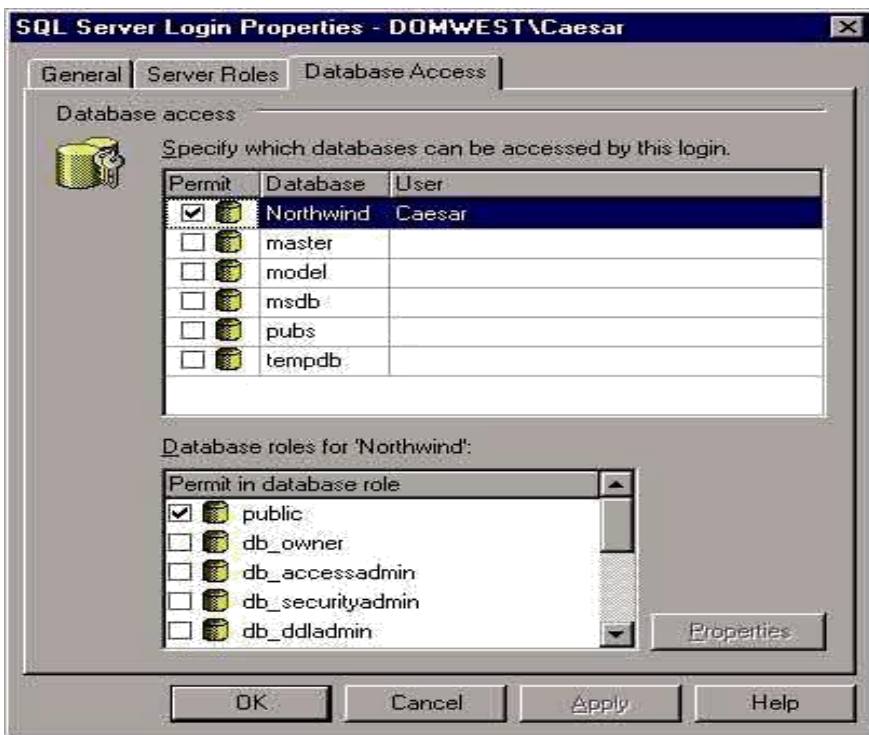 SQL Server Login Properties - DOMWEST\Caesar
General Server Roles Database Access
Database access
Specify which databases can be accessed by this login.
Permit Database User
Northwind Caesar
master
model
msdb
pubs
tempdb
Database roles for 'Northwind':
Permit in database role
public
db_owner
db_accessadmin
db_securityadmin
db_ddladmin
Properties
OK Cancel Apply Help